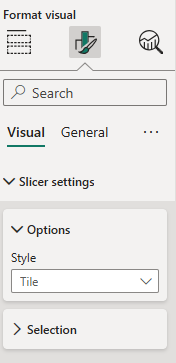 Format visual
Search
Visual General ...
Slicer settings
Options
Style
Tile
Selection